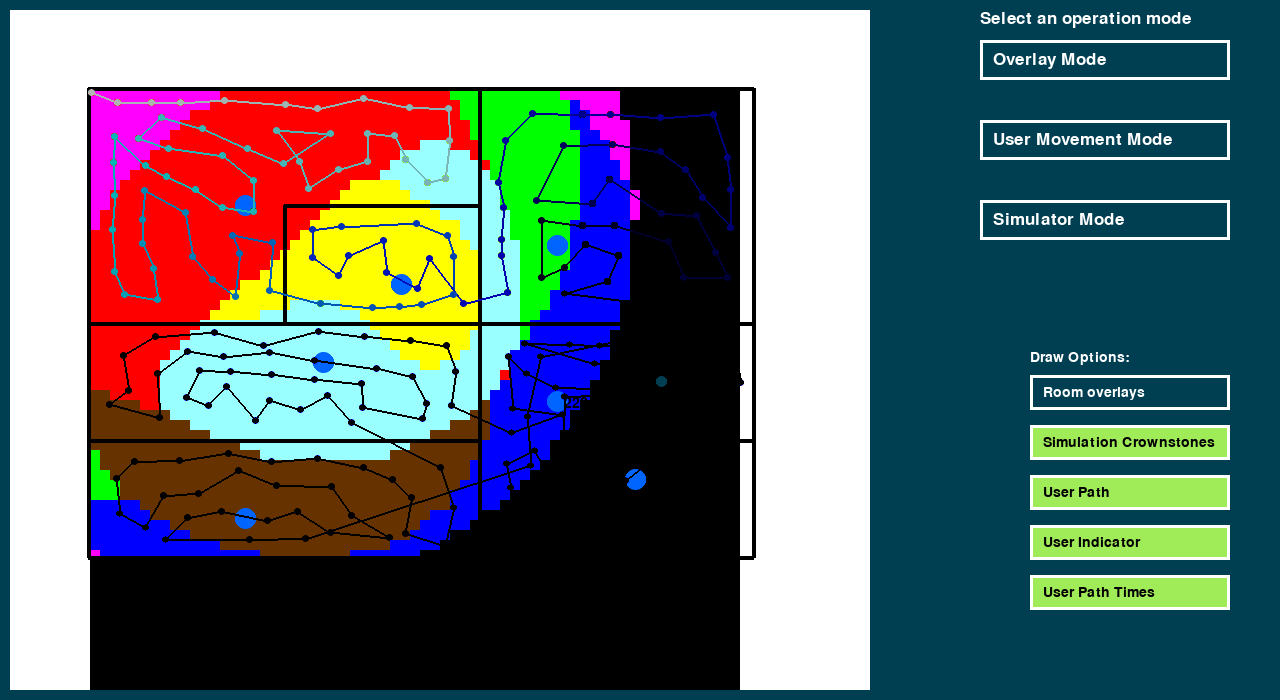 Select an operation mode
Overlay Mode
User Movement Mode
Simulator Mode
Draw Options:
Room overlays
Simulation Crownstones
User Path
User Indicator
User Path Times